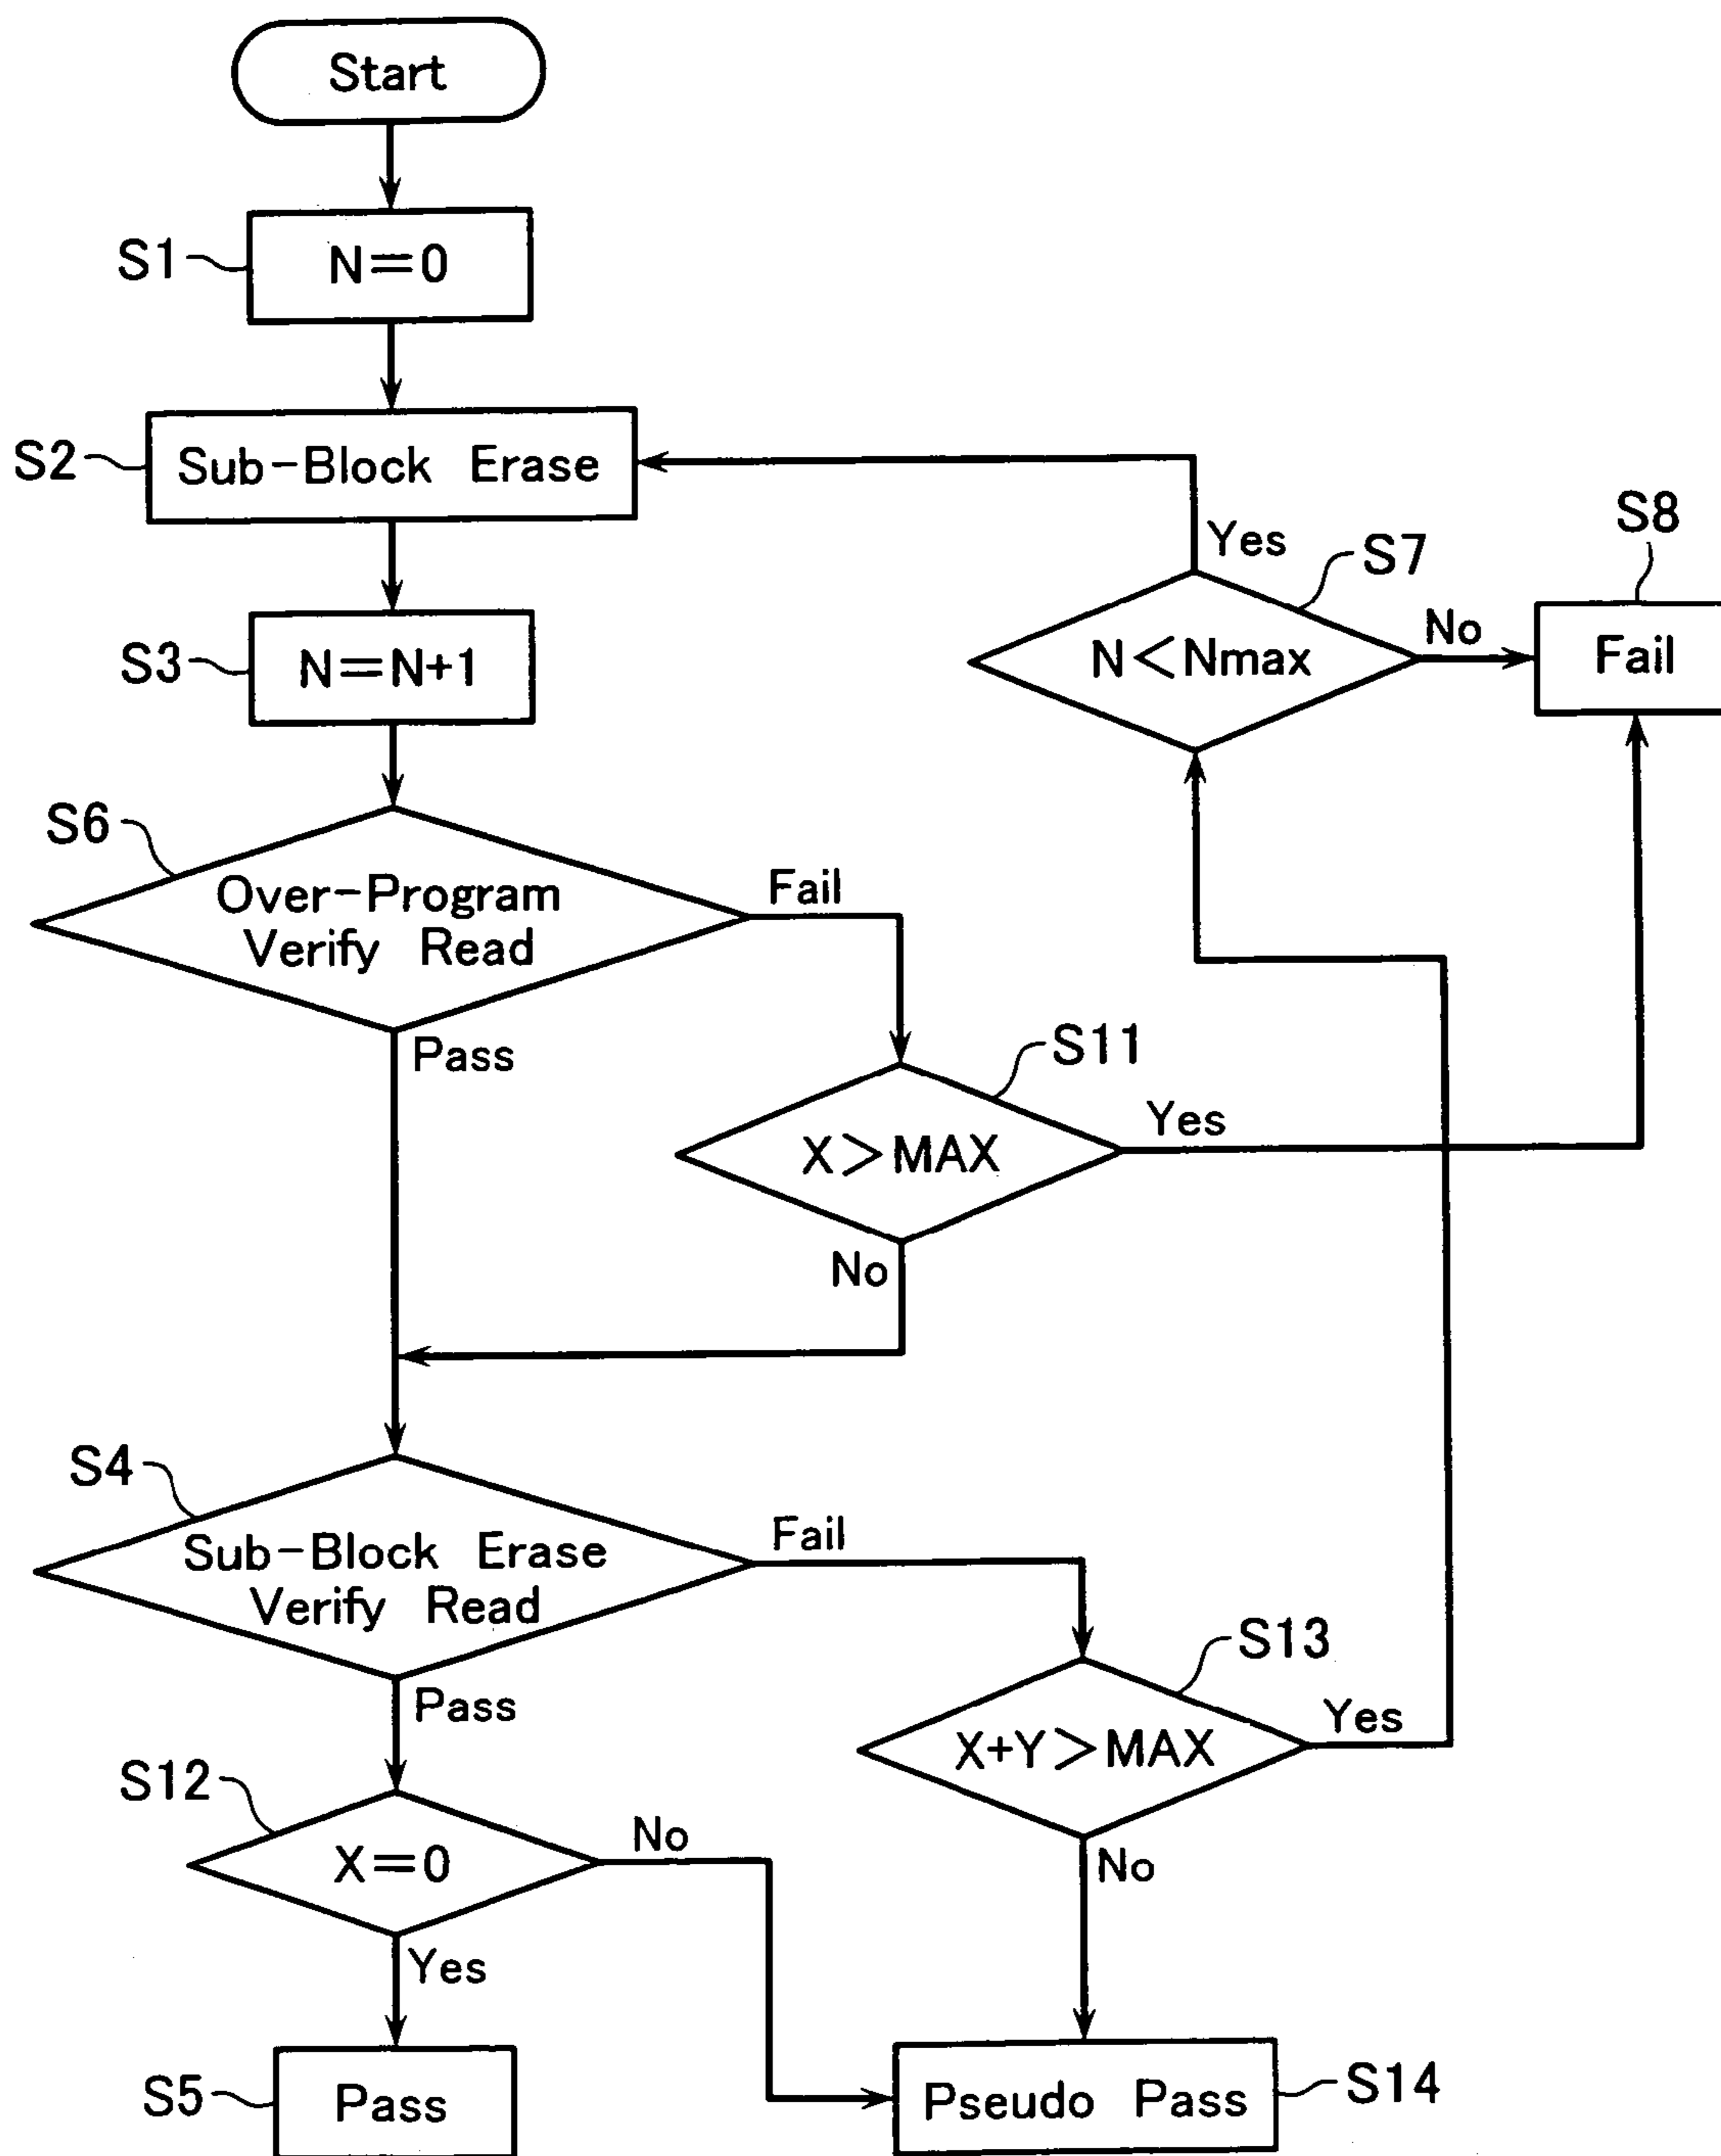 Start
S1
N=0
S2
Sub-Block Erase
S3
N=N+1
Yes
S7
N<Nmax
No
S8
Fail
S6
Over-Program
Verify Read
Fail
Pass
S11
X>MAX
Yes
No
S4
Sub-Block Erase
Verify Read
Fail
Pass
S13
X+Y>MAX
Yes
No
S12
X=0
No
Yes
S5
Pass
Pseudo Pass
S14